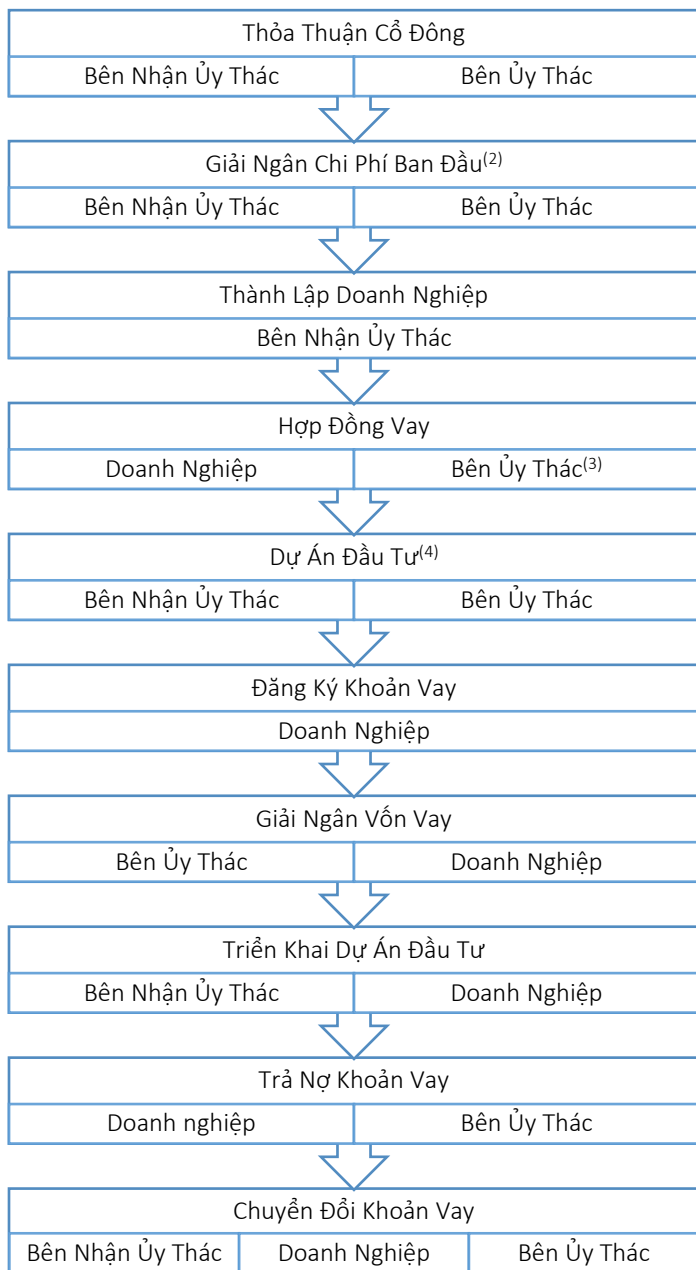 Thỏa Thuận Cổ Đông
Bên Nhận Ủy Thác Bên Ủy Thác
Giải Ngân Chi Phí Ban Đầu(2)
Bên Nhận Ủy Thác Bên Ủy Thác
Thành Lập Doanh Nghiệp
Bên Nhận Ủy Thác
Hợp Đồng Vay
Doanh Nghiệp Bên Ủy Thác(3)
Dự Án Đầu Tư(4)
Bên Nhận Ủy Thác Bên Ủy Thác
Đăng Ký Khoản Vay
Doanh Nghiệp
Giải Ngân Vốn Vay
Bên Ủy Thác Doanh Nghiệp
Triển Khai Dự Án Đầu Tư
Bên Nhận Ủy Thác Doanh Nghiệp
Trả Nợ Khoản Vay
Doanh nghiệp Bên Ủy Thác
Chuyển Đổi Khoản Vay
Bên Nhận Ủy Thác Doanh Nghiệp Bên Ủy Thác